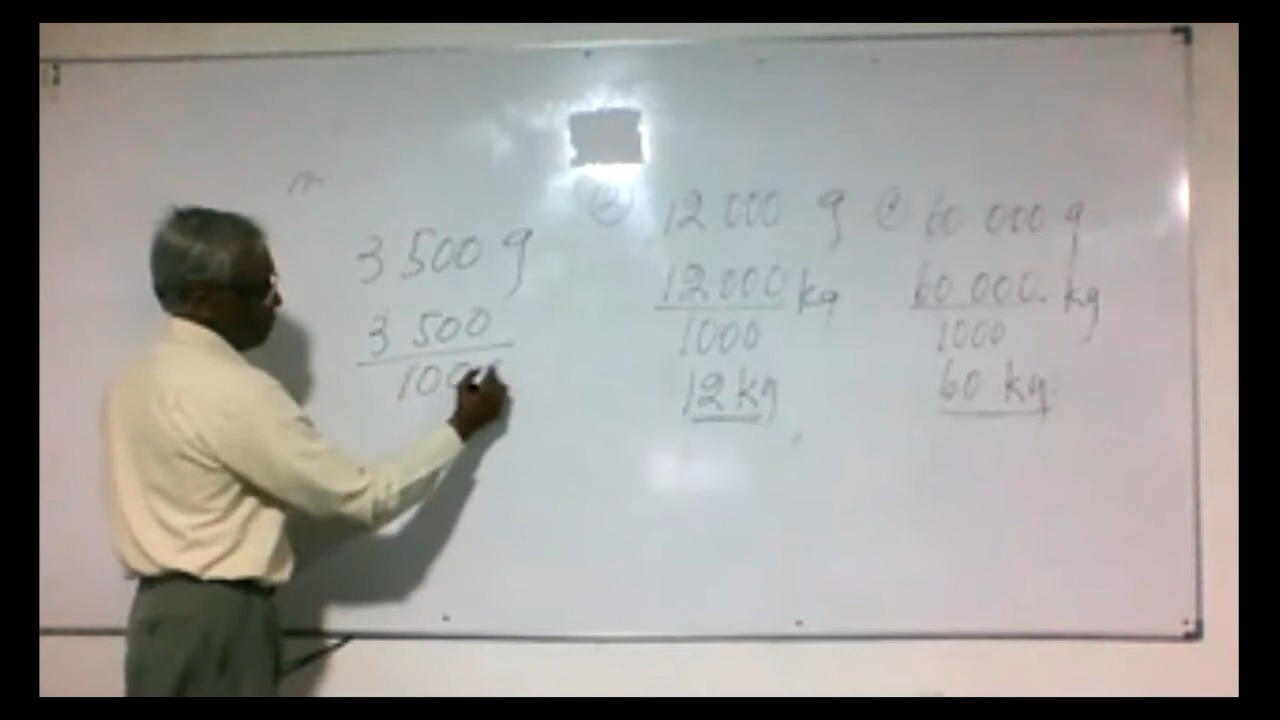 3 500 g
3 500
100
b 12 000 g
12 000 kg
1000
12 kg
c 60 000 g
60 000 kg
1000
60 kg